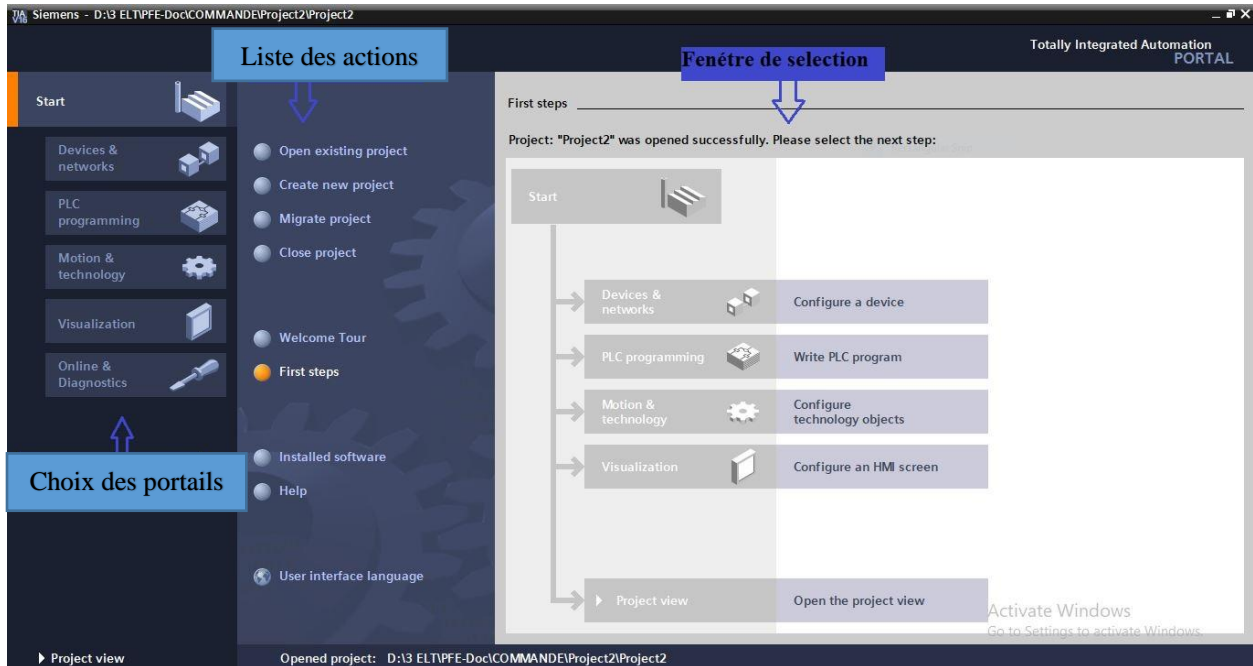 Siemens - D:\3 ELT\PFE-Doc\COMMANDE\Project2\Project2
Totally Integrated Automation
PORTAL
Liste des actions
Fenétre de selection
Start
Devices &
networks
PLC
programming
Motion &
technology
Visualization
Online &
Diagnostics
Choix des portails
Project view
Open existing project
Create new project
Migrate project
Close project
Welcome Tour
First steps
Installed software
Help
User interface language
First steps
Project: "Project2" was opened successfully. Please select the next step:
Start
Devices &
networks
Configure a device
PLC programming
Write PLC program
Motion &
technology
Configure
technology objects
Visualization
Configure an HMI screen
Project view
Open the project view
Activate Windows
Go to Settings to activate Windows.
Opened project: D:\3 ELT\PFE-Doc\COMMANDE\Project2\Project2